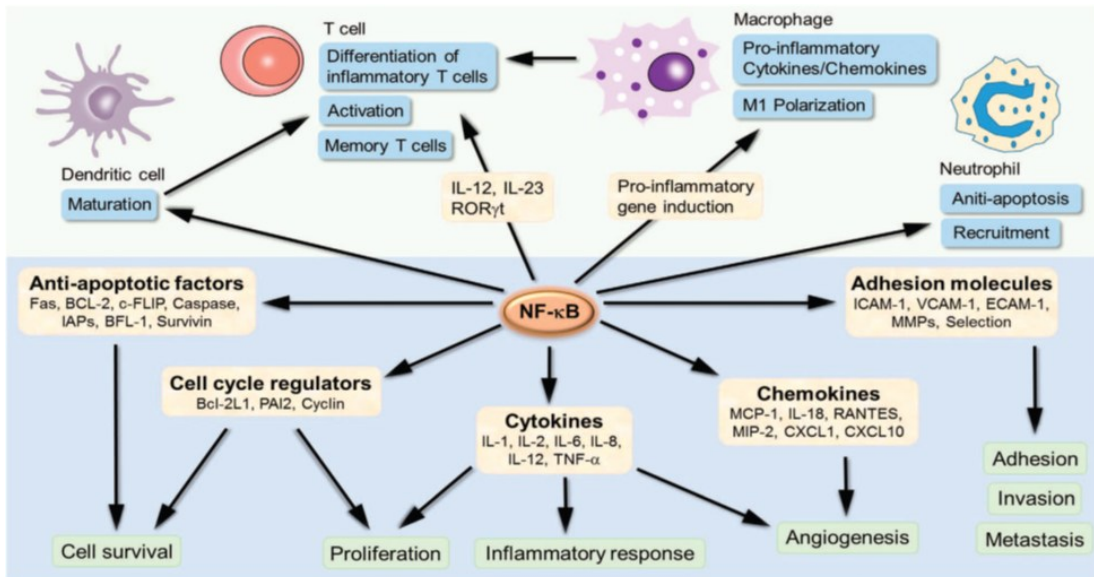 T cell
Differentiation of
inflammatory T cells
Activation
Memory T cells
Macrophage
Pro-inflammatory
Cytokines/Chemokines
M1 Polarization
Dendritic cell
Maturation
Neutrophil
Aniti-apoptosis
Recruitment
IL-12, IL-23
RORγt
Pro-inflammatory
gene induction
NF-κB
Anti-apoptotic factors
Fas, BCL-2, c-FLIP, Caspase,
IAPs, BFL-1, Survivin
Cell cycle regulators
Bcl-2L1, PAI2, Cyclin
Cytokines
IL-1, IL-2, IL-6, IL-8,
IL-12, TNF-α
Chemokines
MCP-1, IL-18, RANTES,
MIP-2, CXCL1, CXCL10
Adhesion molecules
ICAM-1, VCAM-1, ECAM-1,
MMPs, Selection
Cell survival
Proliferation
Inflammatory response
Angiogenesis
Adhesion
Invasion
Metastasis